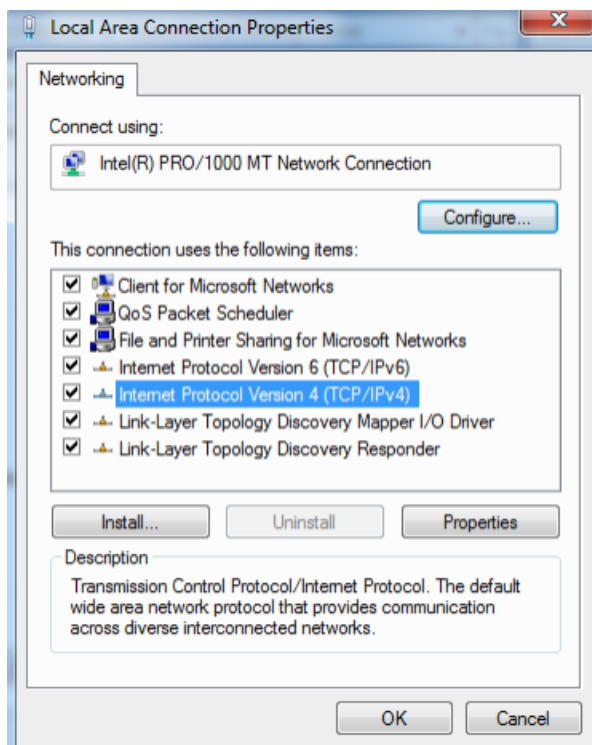 Local Area Connection Properties
Networking
Connect using:
Intel(R) PRO/1000 MT Network Connection
Configure...
This connection uses the following items:
Client for Microsoft Networks
QoS Packet Scheduler
File and Printer Sharing for Microsoft Networks
Internet Protocol Version 6 (TCP/IPv6)
Internet Protocol Version 4 (TCP/IPv4)
Link-Layer Topology Discovery Mapper I/O Driver
Link-Layer Topology Discovery Responder
Install... Uninstall Properties
Description
Transmission Control Protocol/Internet Protocol. The default
wide area network protocol that provides communication
across diverse interconnected networks.
OK Cancel